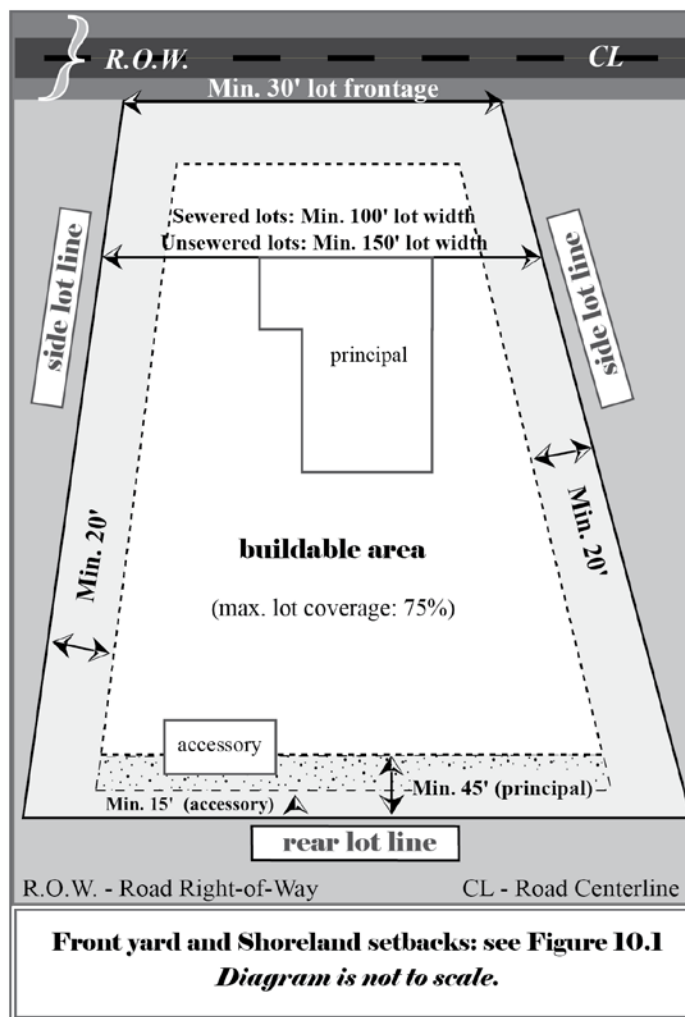 R.O.W.
CL
Min. 30' lot frontage
Sewered lots: Min. 100' lot width
Unsewered lots: Min. 150' lot width
side lot line
side lot line
principal
Min. 20'
Min. 20'
buildable area
(max. lot coverage: 75%)
accessory
Min. 45' (principal)
Min. 15' (accessory)
rear lot line
R.O.W. - Road Right-of-Way
CL - Road Centerline
Front yard and Shoreland setbacks: see Figure 10.1
Diagram is not to scale.